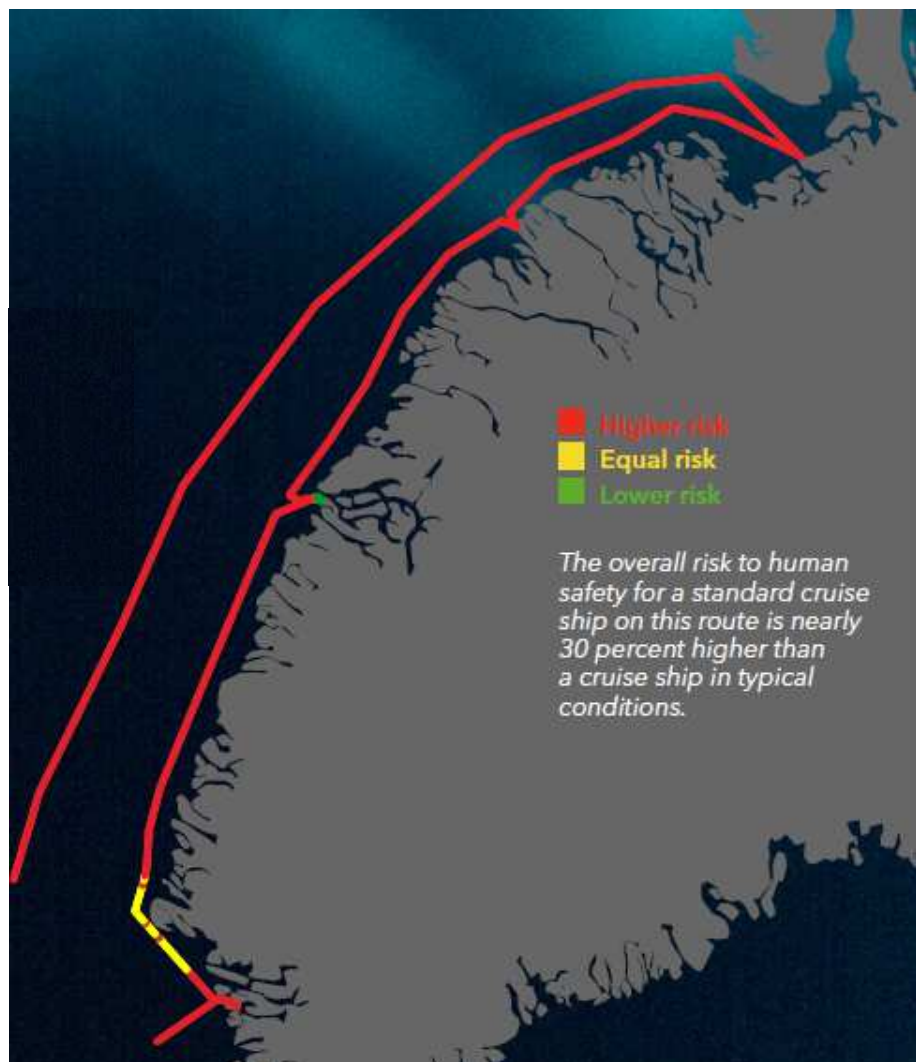 Higher risk
Equal risk
Lower risk
The overall risk to human
safety for a standard cruise
ship on this route is nearly
30 percent higher than
a cruise ship in typical
conditions.